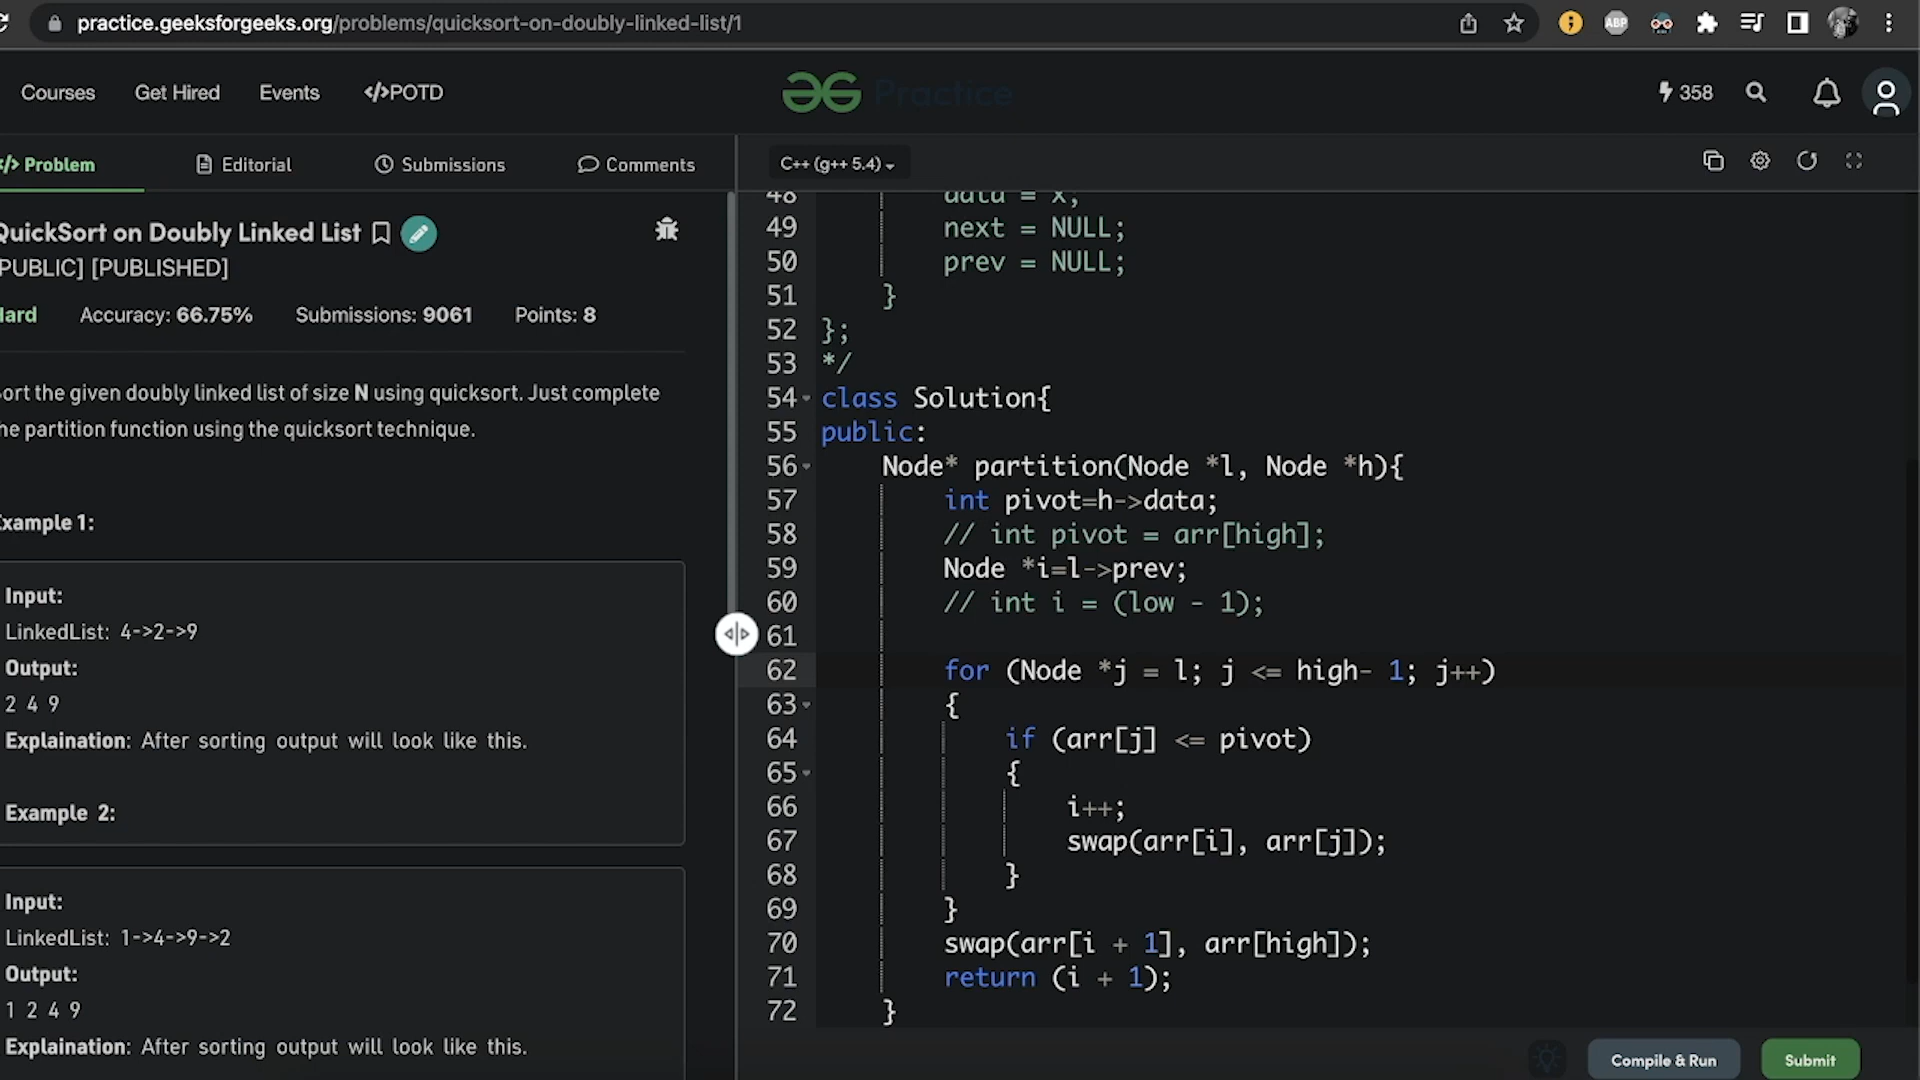 practice.geeksforgeeks.org/problems/quicksort-on-doubly-linked-list/1
ABP
Courses
Get Hired
Events
</>POTD
Practice
358
</> Problem
Editorial
Submissions
Comments
C++ (g++ 5.4)
QuickSort on Doubly Linked List
[PUBLIC] [PUBLISHED]
Hard Accuracy: 66.75% Submissions: 9061 Points: 8
Sort the given doubly linked list of size N using quicksort. Just complete
the partition function using the quicksort technique.
Example 1:
Input:
LinkedList: 4->2->9
Output:
2 4 9
Explaination: After sorting output will look like this.
Example 2:
Input:
LinkedList: 1->4->9->2
Output:
1 2 4 9
Explaination: After sorting output will look like this.
48 data = x;
49 next = NULL;
50 prev = NULL;
51 }
52 };
53 */
54 class Solution{
55 public:
56 Node* partition(Node *l, Node *h){
57 int pivot=h->data;
58 // int pivot = arr[high];
59 Node *i=l->prev;
60 // int i = (low - 1);
61
62 for (Node *j = l; j <= high- 1; j++)
63 {
64 if (arr[j] <= pivot)
65 {
66 i++;
67 swap(arr[i], arr[j]);
68 }
69 }
70 swap(arr[i + 1], arr[high]);
71 return (i + 1);
72 }
Compile & Run
Submit